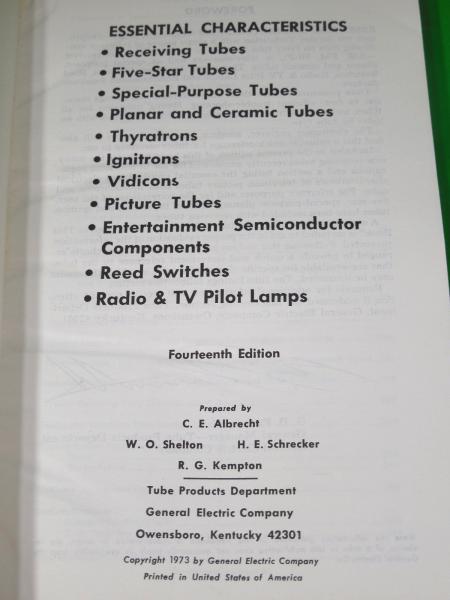 ESSENTIAL CHARACTERISTICS
• Receiving Tubes
• Five-Star Tubes
• Special-Purpose Tubes
• Planar and Ceramic Tubes
• Thyratrons
• Ignitrons
• Vidicons
• Picture Tubes
• Entertainment Semiconductor
Components
• Reed Switches
• Radio & TV Pilot Lamps
Fourteenth Edition
Prepared by
C. E. Albrecht
W. O. Shelton H. E. Schrecker
R. G. Kempton
Tube Products Department
General Electric Company
Owensboro, Kentucky 42301
Copyright 1973 by General Electric Company
Printed in United States of America